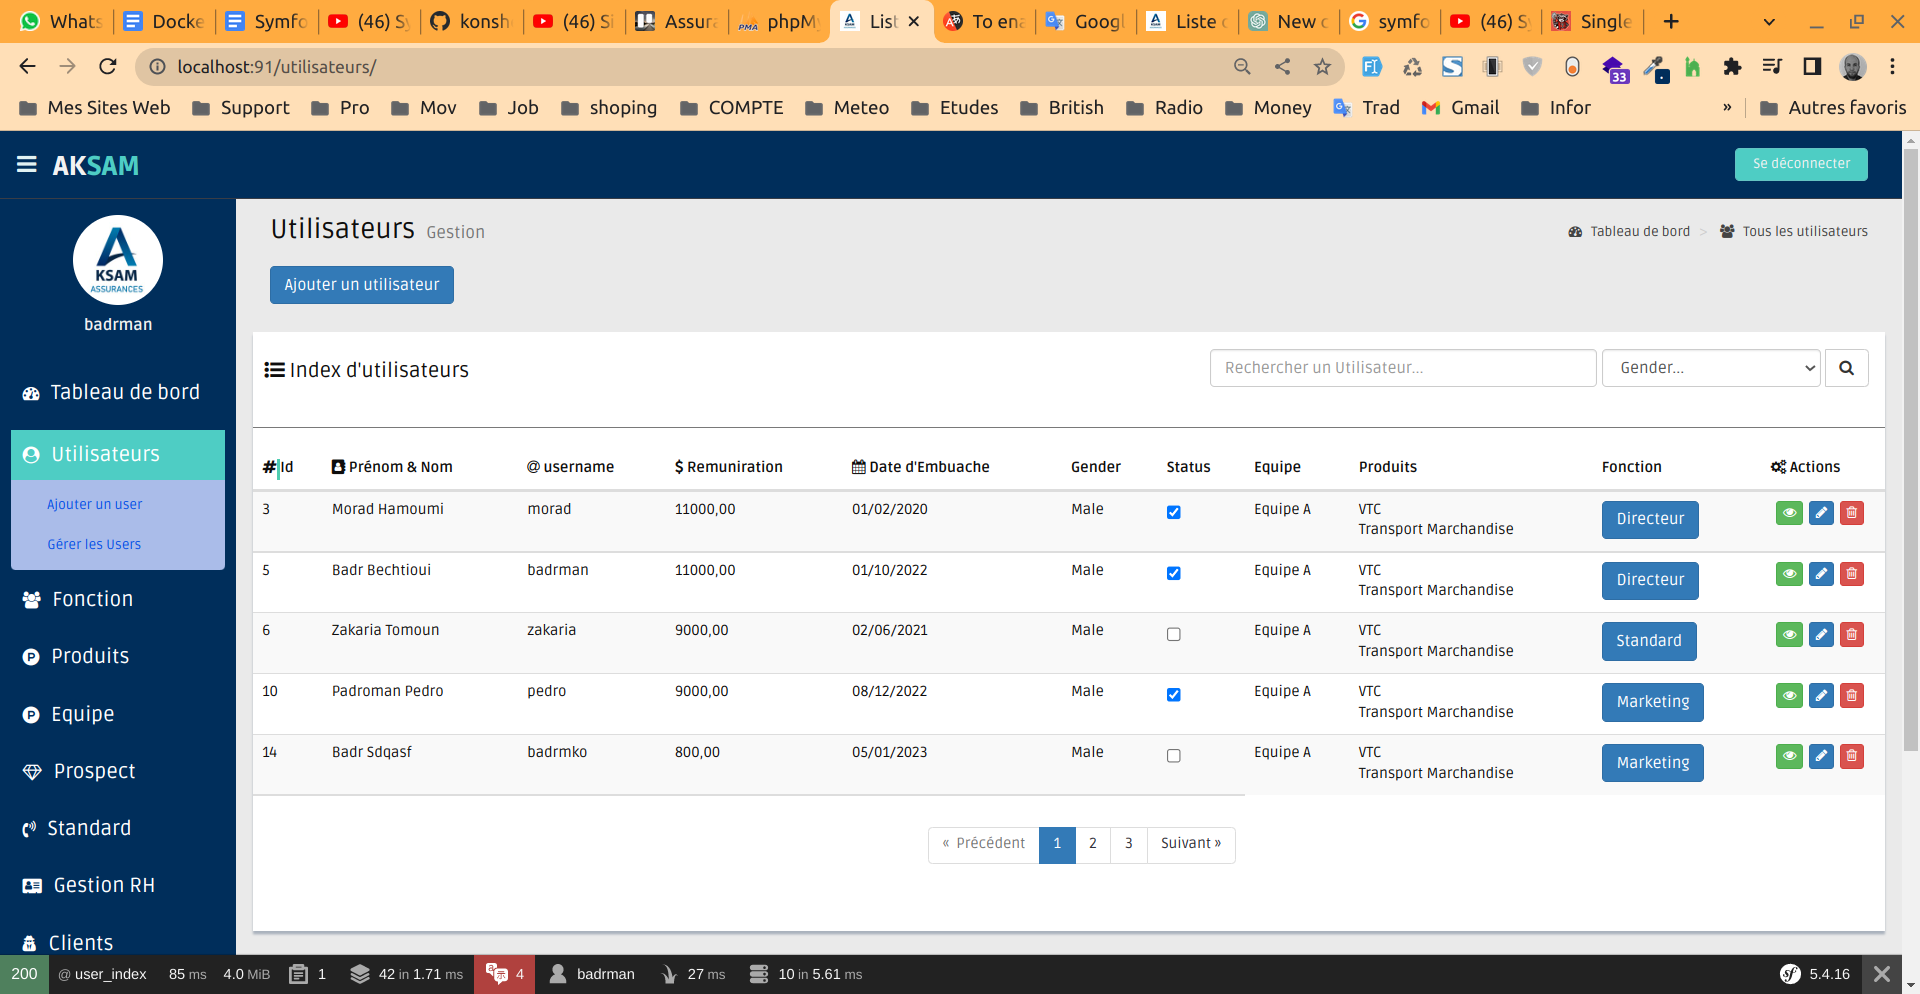 Whats
Docke
Symfo
(46) Sy
konsh
(46) Si
Assura
phpMy
List
To ena
Googl
Liste
New c
symfo
(46) S
Single
localhost:91/utilisateurs/
33
Mes Sites Web
Support
Pro
Mov
Job
shoping
COMPTE
Meteo
Etudes
British
Radio
Money
Trad
Gmail
Infor
»
Autres favoris
AKSAM
Se déconnecter
A
KSAM
ASSURANCES
badrman
Tableau de bord
Utilisateurs
Ajouter un user
Gérer les Users
Fonction
Produits
Equipe
Prospect
Standard
Gestion RH
Clients
Utilisateurs Gestion
Tableau de bord > Tous les utilisateurs
Ajouter un utilisateur
Index d'utilisateurs
Rechercher un Utilisateur...
Gender...
# Id Prénom & Nom @ username $ Remuniration Date d'Embuache Gender Status Equipe Produits Fonction Actions
3 Morad Hamoumi morad 11000,00 01/02/2020 Male Equipe A VTC Directeur
Transport Marchandise
5 Badr Bechtioui badrman 11000,00 01/10/2022 Male Equipe A VTC Directeur
Transport Marchandise
6 Zakaria Tomoun zakaria 9000,00 02/06/2021 Male Equipe A VTC Standard
Transport Marchandise
10 Padroman Pedro pedro 9000,00 08/12/2022 Male Equipe A VTC Marketing
Transport Marchandise
14 Badr Sdqasf badrmko 800,00 05/01/2023 Male Equipe A VTC Marketing
Transport Marchandise
« Précédent 1 2 3 Suivant »
200 @ user_index 85 ms 4.0 MiB 1 42 in 1.71 ms 4 badrman 27 ms 10 in 5.61 ms sf 5.4.16